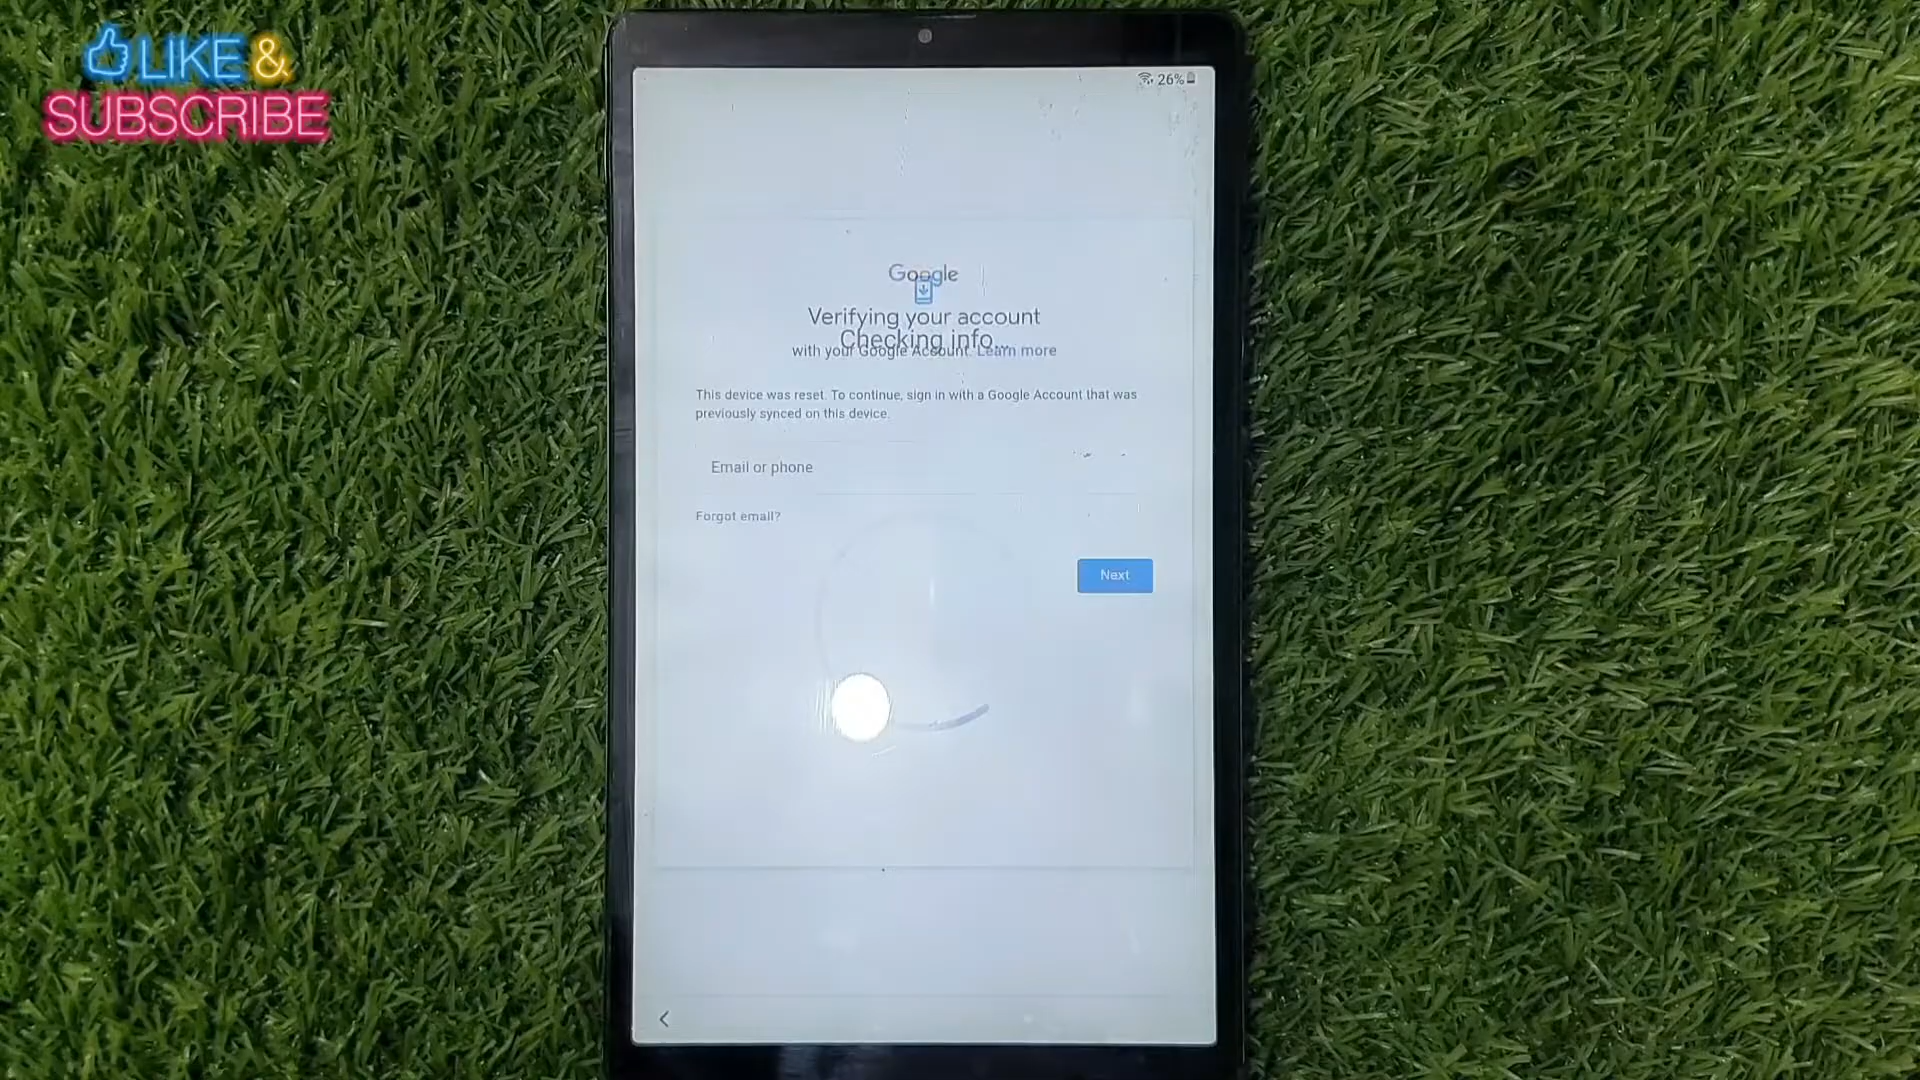 LIKE &
SUBSCRIBE
26%
Google
Verifying your account
Checking info...
with your Google Account. Learn more
This device was reset. To continue, sign in with a Google Account that was
previously synced on this device.
Email or phone
Forgot email?
Next